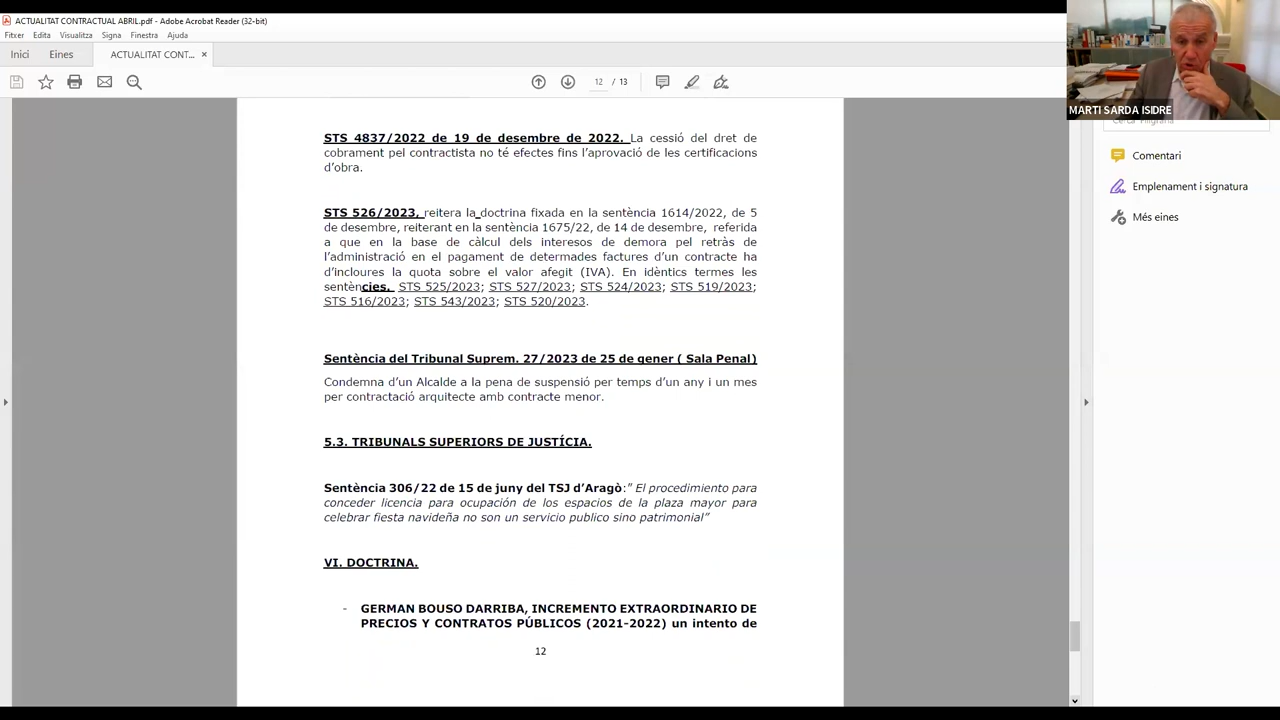 ACTUALITAT CONTRACTUAL ABRIL.pdf - Adobe Acrobat Reader (32-bit)
Fitxer Edita Visualitza Signa Finestra Ajuda
Inici Eines ACTUALITAT CONT... ×
12 / 13
MARTI SARDA ISIDRE
Comentari
Emplenament i signatura
Més eines
STS 4837/2022 de 19 de desembre de 2022. La cessió del dret de
cobrament pel contractista no té efectes fins l’aprovació de les certificacions
d’obra.
STS 526/2023, reitera la doctrina fixada en la sentència 1614/2022, de 5
de desembre, reiterant en la sentència 1675/22, de 14 de desembre, referida
a que en la base de càlcul dels interesos de demora pel retràs de
l’administració en el pagament de determades factures d’un contracte ha
d’incloures la quota sobre el valor afegit (IVA). En idèntics termes les
sentències. STS 525/2023; STS 527/2023; STS 524/2023; STS 519/2023;
STS 516/2023; STS 543/2023; STS 520/2023.
Sentència del Tribunal Suprem. 27/2023 de 25 de gener ( Sala Penal)
Condemna d’un Alcalde a la pena de suspensió per temps d’un any i un mes
per contractació arquitecte amb contracte menor.
5.3. TRIBUNALS SUPERIORS DE JUSTÍCIA.
Sentència 306/22 de 15 de juny del TSJ d’Aragò:” El procedimiento para
conceder licencia para ocupación de los espacios de la plaza mayor para
celebrar fiesta navideña no son un servicio publico sino patrimonial”
VI. DOCTRINA.
- GERMAN BOUSO DARRIBA, INCREMENTO EXTRAORDINARIO DE
PRECIOS Y CONTRATOS PÚBLICOS (2021-2022) un intento de
12